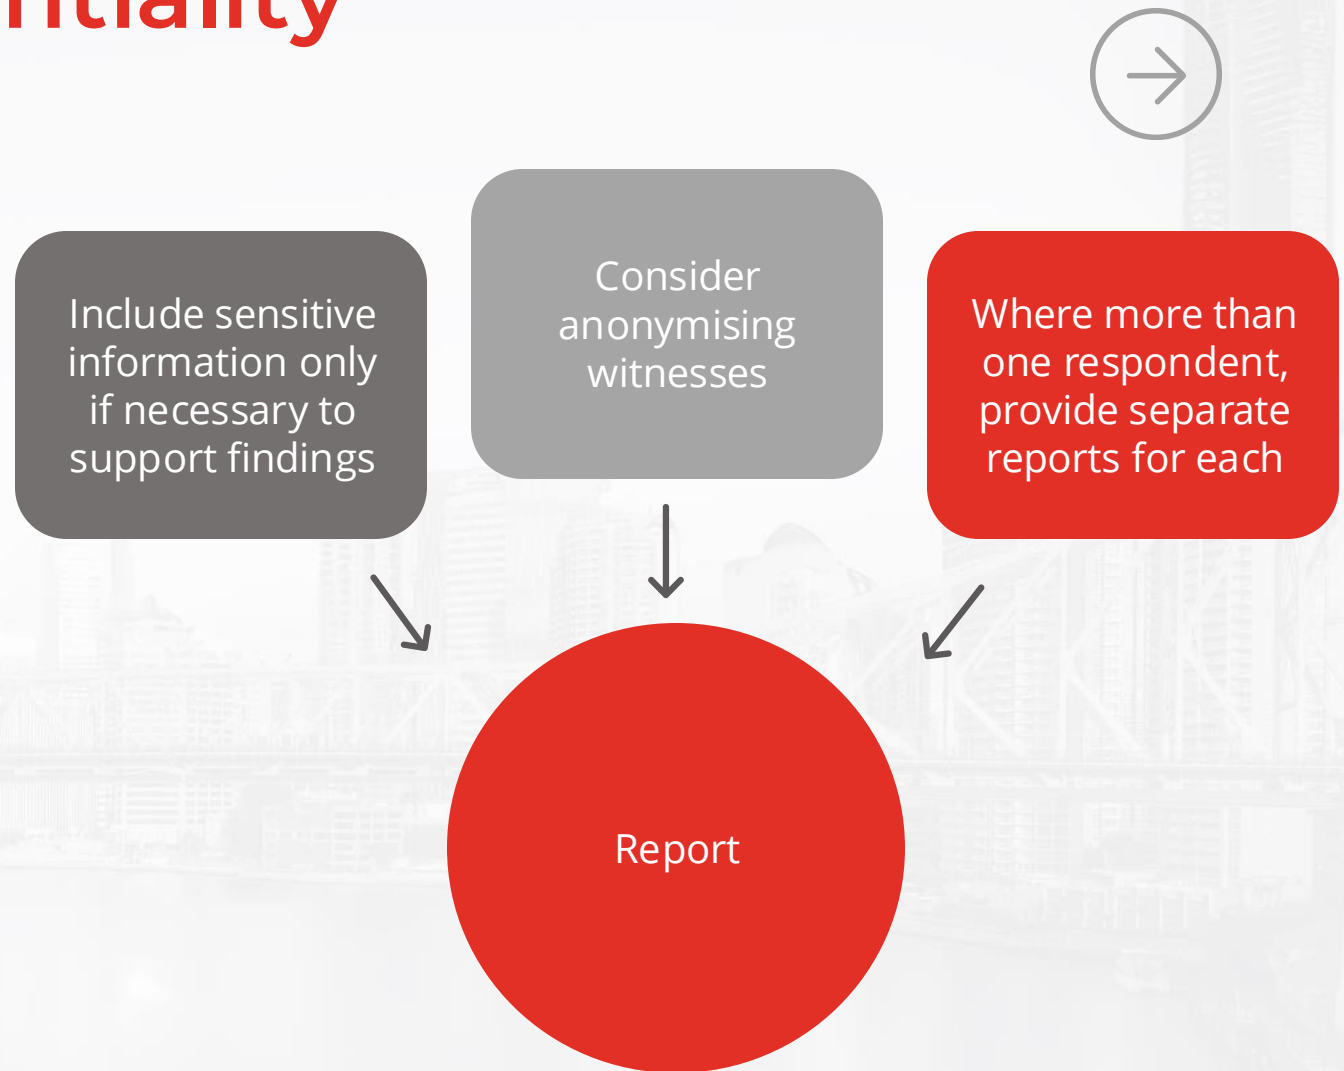 ntiality
Include sensitive
information only
if necessary to
support findings
Consider
anonymising
witnesses
Where more than
one respondent,
provide separate
reports for each
Report